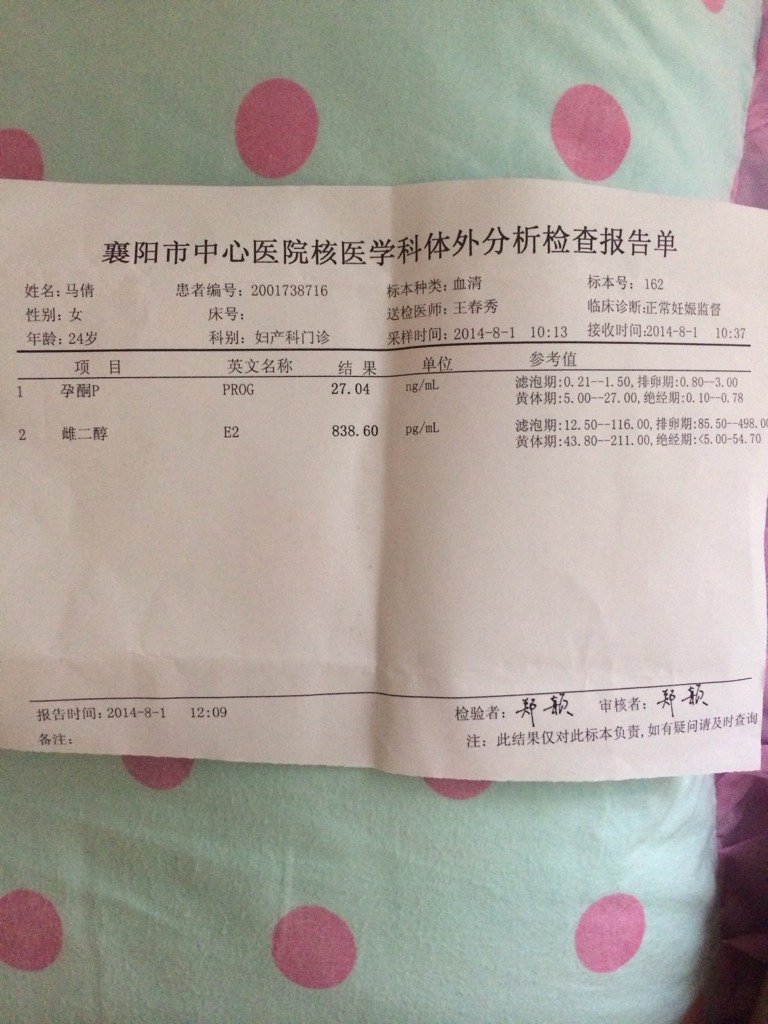 襄阳市中心医院核医学科体外分析检查报告单
姓名:马倩 患者编号: 2001738716 标本种类:血清 标本号: 162
性别:女 床号: 送检医师:王春秀 临床诊断:正常妊娠监督
年龄:24岁 科别: 妇产科门诊 采样时间:2014-8-1 10:13 接收时间:2014-8-1 10:37
项 目 英文名称 结 果 单位 参考值
1 孕酮P PROG 27.04 ng/mL 滤泡期:0.21--1.50,排卵期:0.80--3.00
黄体期:5.00--27.00,绝经期:0.10--0.78
2 雌二醇 E2 838.60 pg/mL 滤泡期:12.50--116.00,排卵期:85.50--498.00
黄体期:43.80--211.00,绝经期:<5.00-54.70
报告时间:2014-8-1 12:09 检验者: 郑颖 审核者: 郑颖
备注: 注: 此结果仅对此标本负责,如有疑问请及时查询